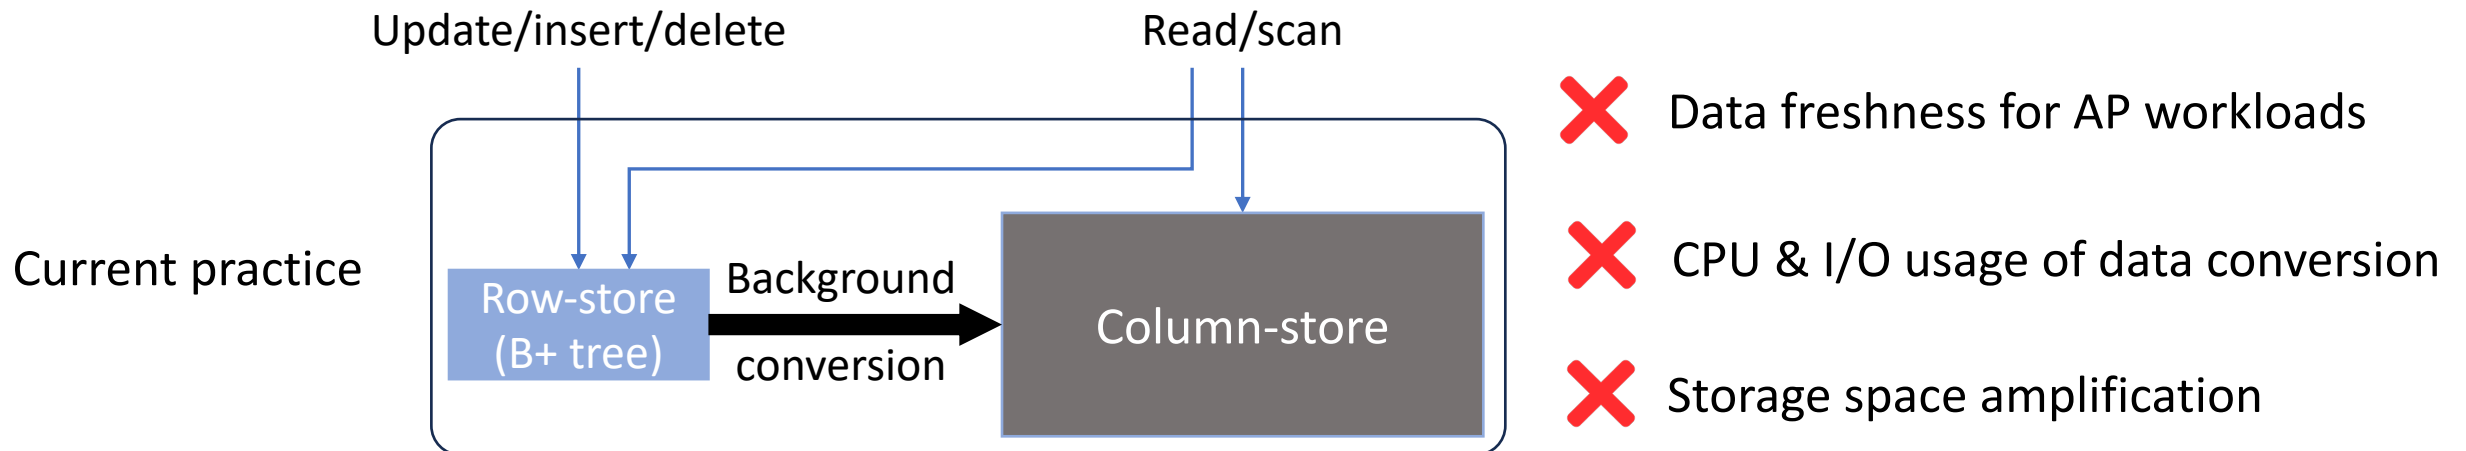 Update/insert/delete
Read/scan
Data freshness for AP workloads
Current practice
Row-store
(B+ tree)
Background
conversion
Column-store
CPU & I/O usage of data conversion
Storage space amplification